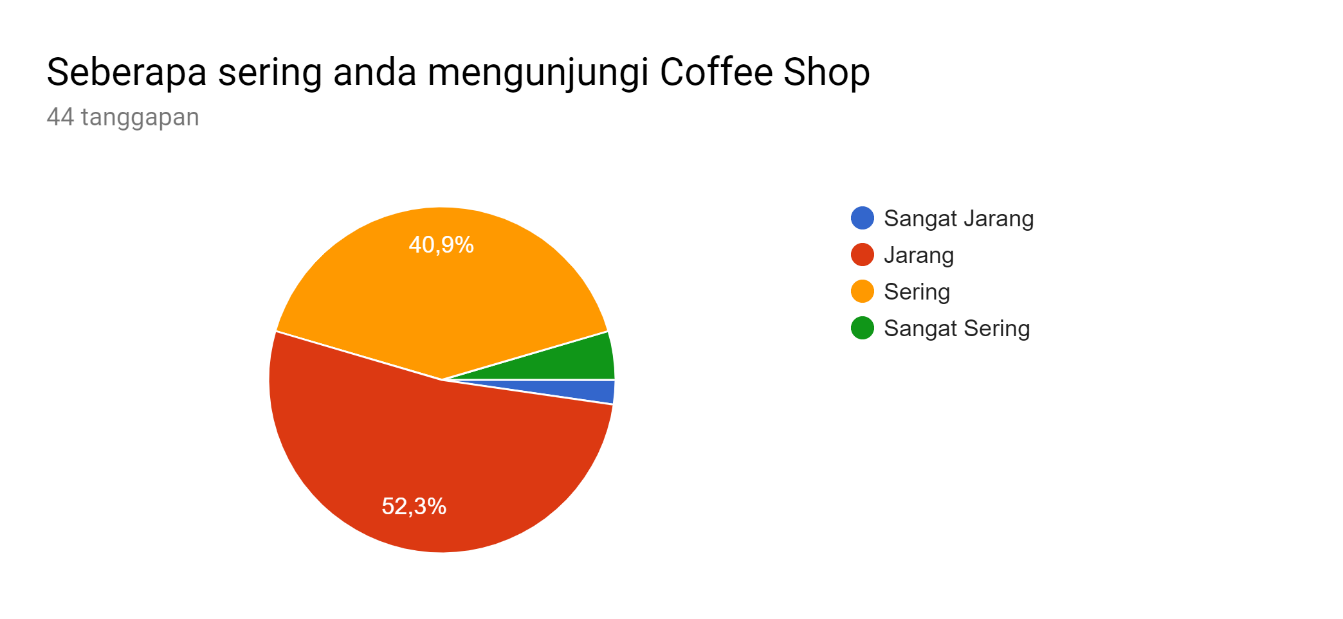 Seberapa sering anda mengunjungi Coffee Shop
44 tanggapan
40,9%
52,3%
Sangat Jarang
Jarang
Sering
Sangat Sering